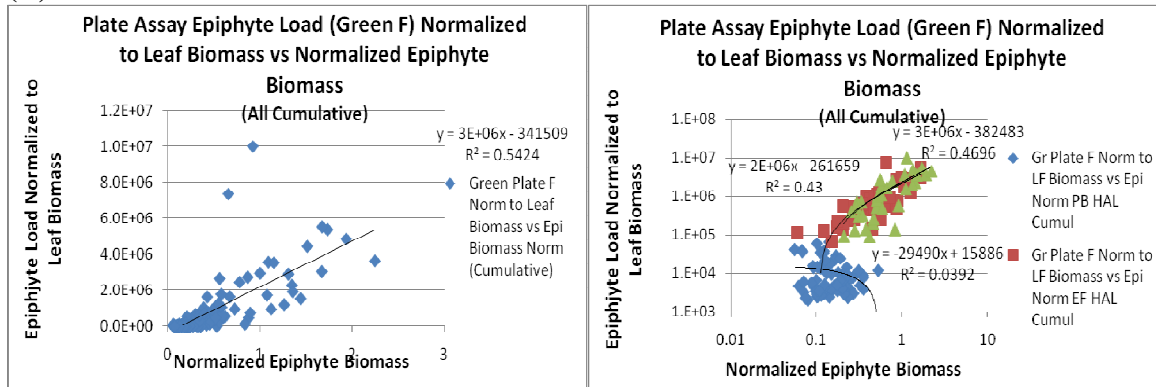 Plate Assay Epiphyte Load (Green F) Normalized
to Leaf Biomass vs Normalized Epiphyte
Biomass
(All Cumulative)
Epiphjyte Load Normalized to
Leaf Biomass
1.2E+07
1.0E+07
8.0E+06
6.0E+06
4.0E+06
2.0E+06
0.0E+00
0
1
2
3
y = 3E+06x - 341509
R² = 0.5424
Green Plate F
Norm to Leaf
Biomass vs Epi
Biomass Norm
(Cumulative)
Normalized Epiphyte Biomass
Plate Assay Epiphyte Load (Green F) Normalized
to Leaf Biomass vs Normalized Epiphyte
Biomass
(All Cumulative)
Epiphjyte Load Normalized to
Leaf Biomass
1.E+08
1.E+07
1.E+06
1.E+05
1.E+04
1.E+03
0.01
0.1
1
10
y = 3E+06x - 382483
R² = 0.4696
y = 2E+06x 261659
R² = 0.43
y = -29490x + 15886
R² = 0.0392
Gr Plate F Norm to
LF Biomass vs Epi
Norm PB HAL
Cumul
Gr Plate F Norm to
LF Biomass vs Epi
Norm EF HAL
Cumul
Normalized Epiphyte Biomass